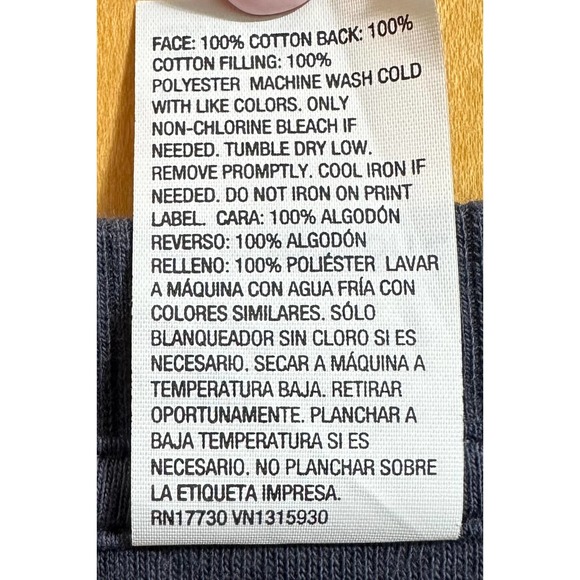 FACE: 100% COTTON BACK: 100%
COTTON FILLING: 100%
POLYESTER MACHINE WASH COLD
WITH LIKE COLORS. ONLY
NON-CHLORINE BLEACH IF
NEEDED. TUMBLE DRY LOW.
REMOVE PROMPTLY. COOL IRON IF
NEEDED. DO NOT IRON ON PRINT
LABEL. CARA: 100% ALGODÓN
REVERSO: 100% ALGODÓN
RELLENO: 100% POLIÉSTER LAVAR
A MÁQUINA CON AGUA FRÍA CON
COLORES SIMILARES. SÓLO
BLANQUEADOR SIN CLORO SI ES
NECESARIO. SECAR A MÁQUINA A
TEMPERATURA BAJA. RETIRAR
OPORTUNAMENTE. PLANCHAR A
BAJA TEMPERATURA SI ES
NECESARIO. NO PLANCHAR SOBRE
LA ETIQUETA IMPRESA.
RN17730 VN1315930